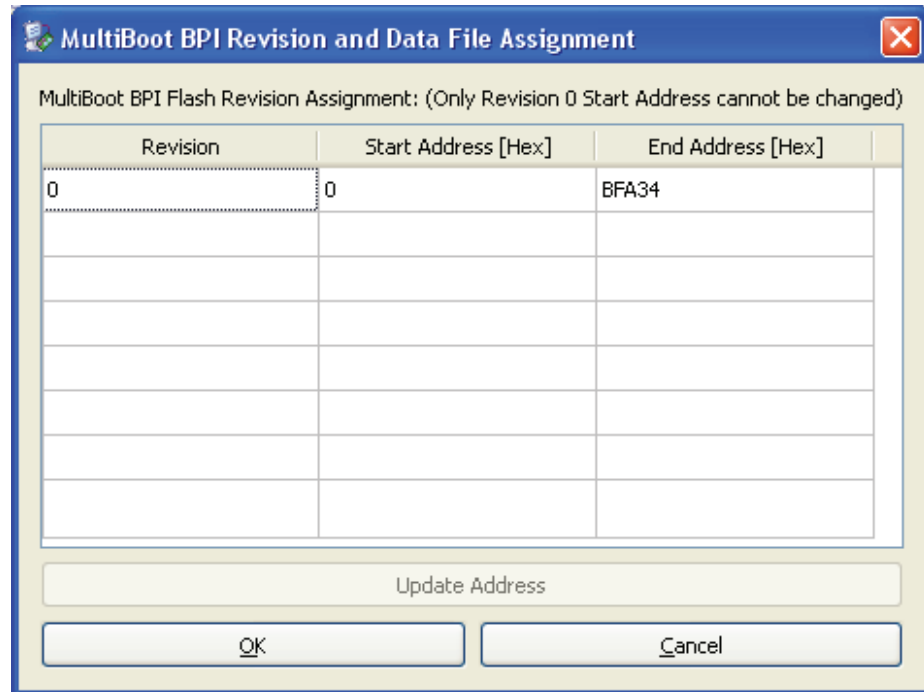 MultiBoot BPI Revision and Data File Assignment
MultiBoot BPI Flash Revision Assignment: (Only Revision 0 Start Address cannot be changed)
Revision Start Address [Hex] End Address [Hex]
0 0 BFA34
Update Address
OK Cancel